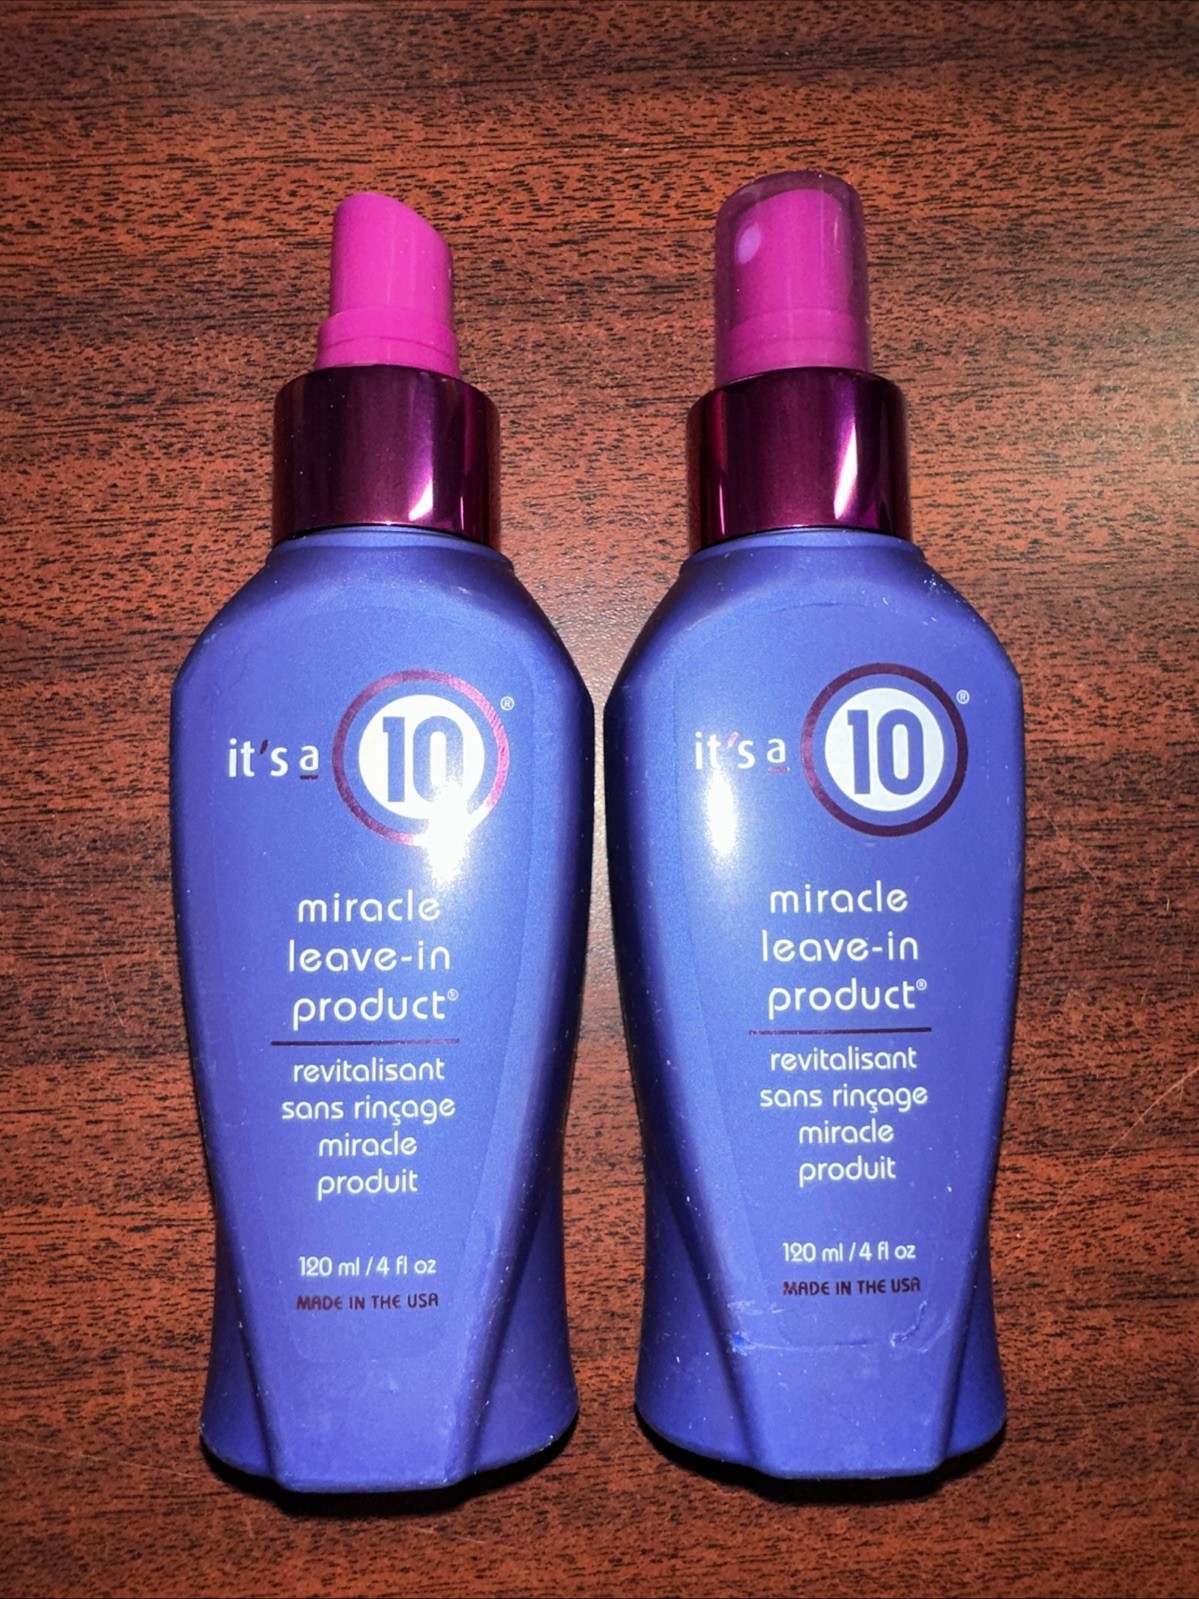 it's a 10®
miracle
leave-in
product®
revitalisant
sans rinçage
miracle
produit
120 ml / 4 fl oz
MADE IN THE USA
it's a 10®
miracle
leave-in
product®
revitalisant
sans rinçage
miracle
produit
120 ml / 4 fl oz
MADE IN THE USA